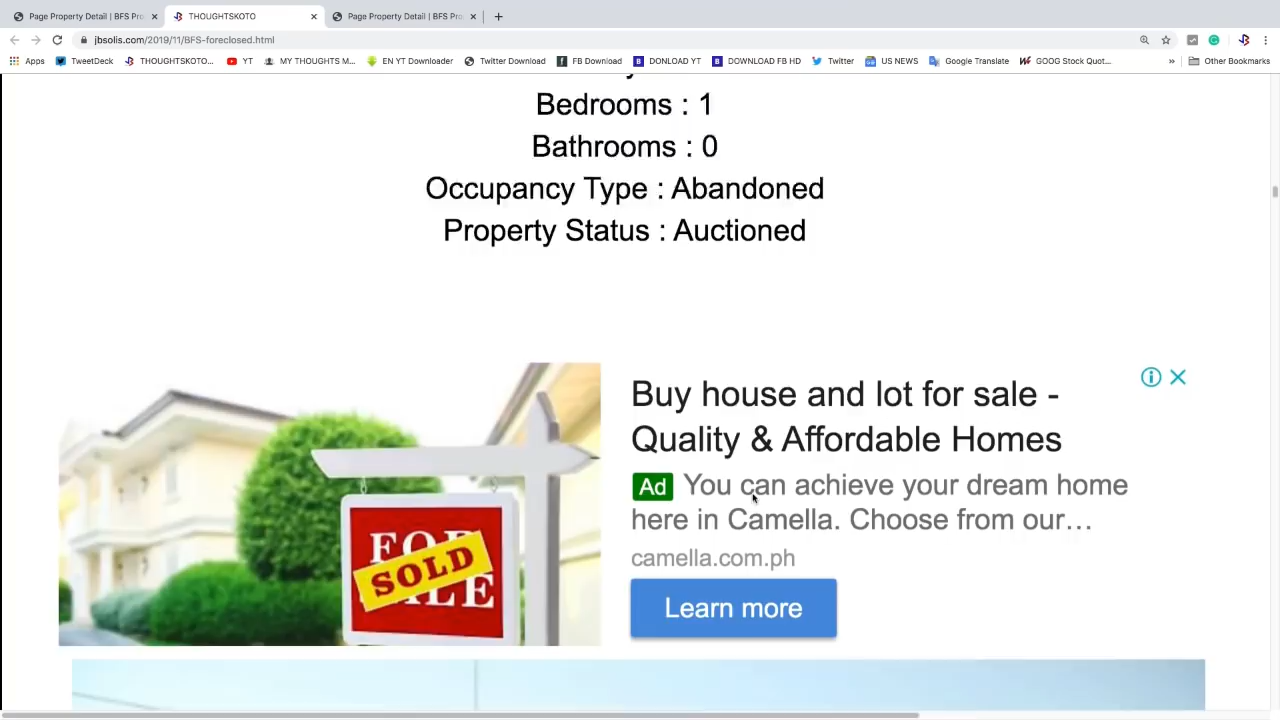 Page Property Detail | BFS Pro
THOUGHTSKOTO
Page Property Detail | BFS Pro
jbsolis.com/2019/11/BFS-foreclosed.html
Apps
TweetDeck
THOUGHTSKOTO...
YT
MY THOUGHTS M...
EN YT Downloader
Twitter Download
FB Download
DONLOAD YT
DOWNLOAD FB HD
Twitter
US NEWS
Google Translate
GOOG Stock Quot...
»
Other Bookmarks
Bedrooms : 1
Bathrooms : 0
Occupancy Type : Abandoned
Property Status : Auctioned
FOR
SALE
SOLD
Buy house and lot for sale -
Quality & Affordable Homes
Ad You can achieve your dream home
here in Camella. Choose from our...
camella.com.ph
Learn more